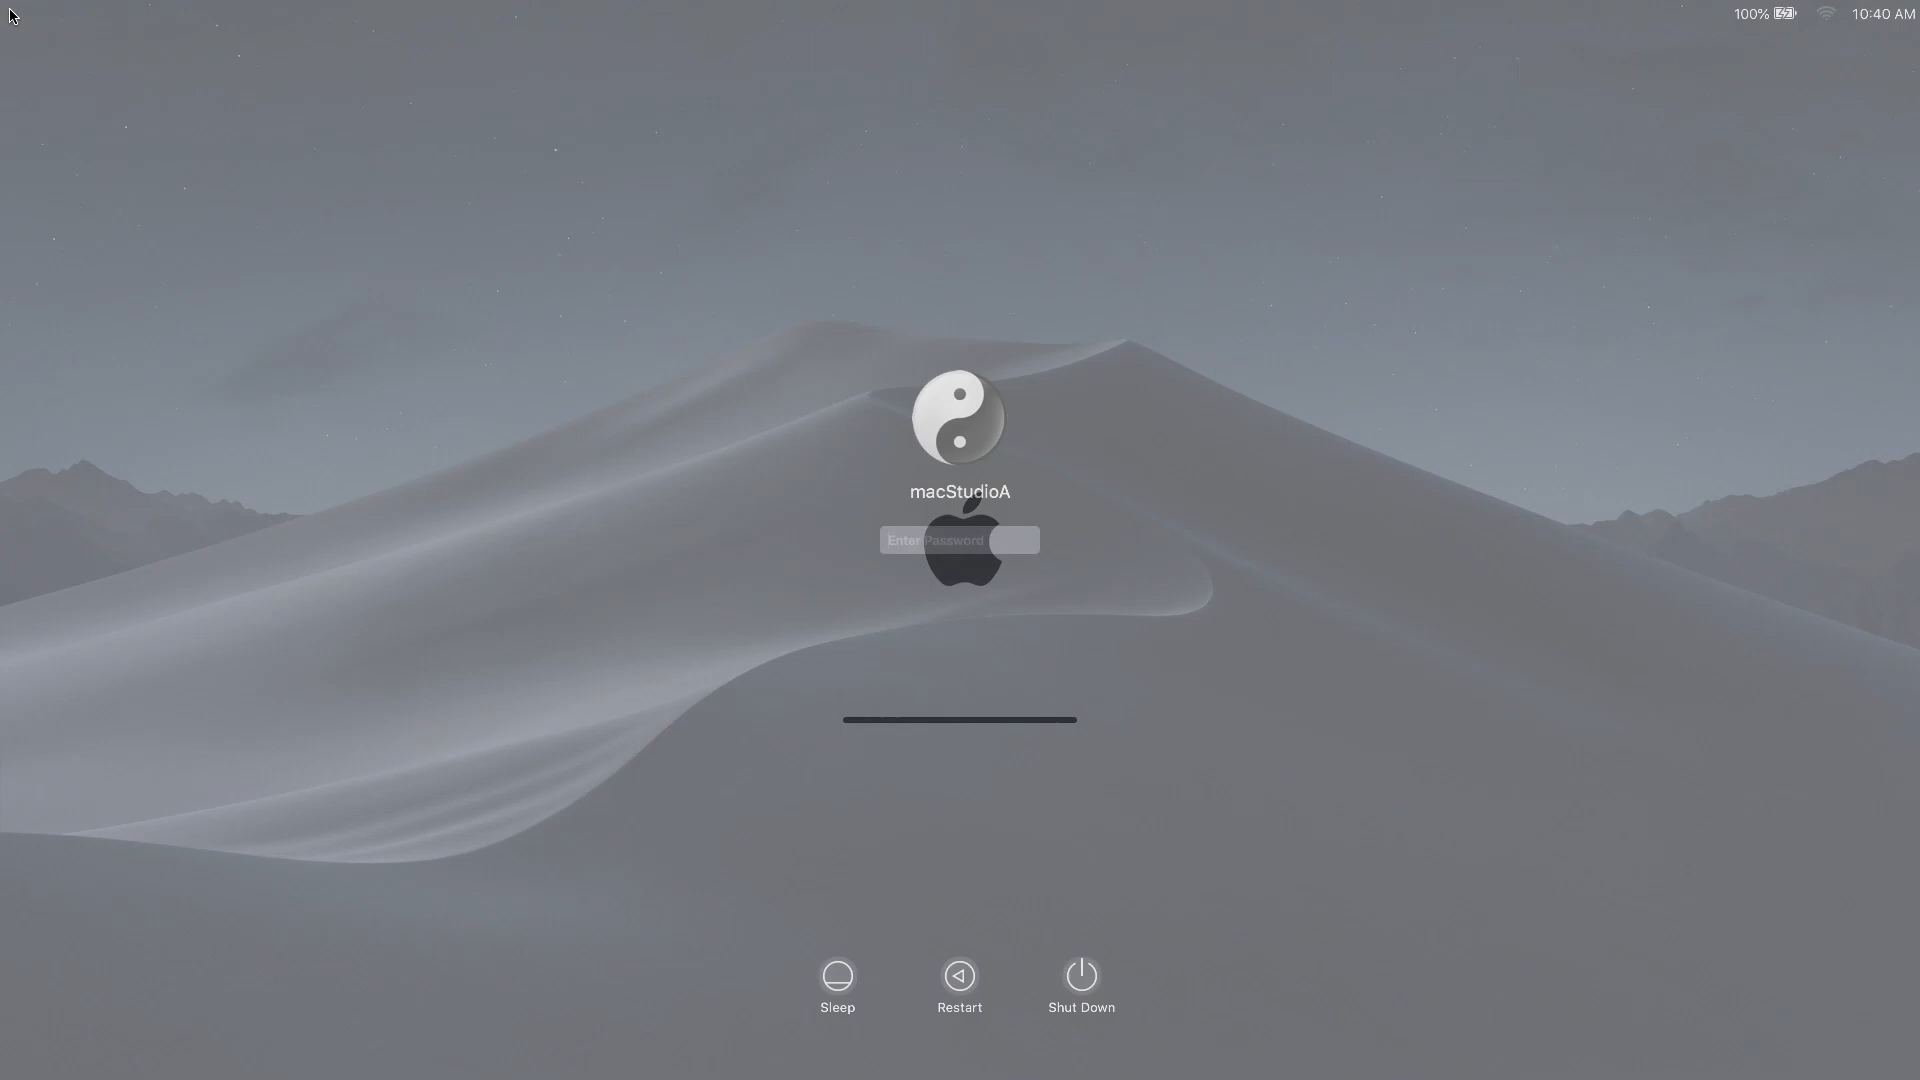 100%
10:40 AM
macStudioA
Enter Password
Sleep
Restart
Shut Down